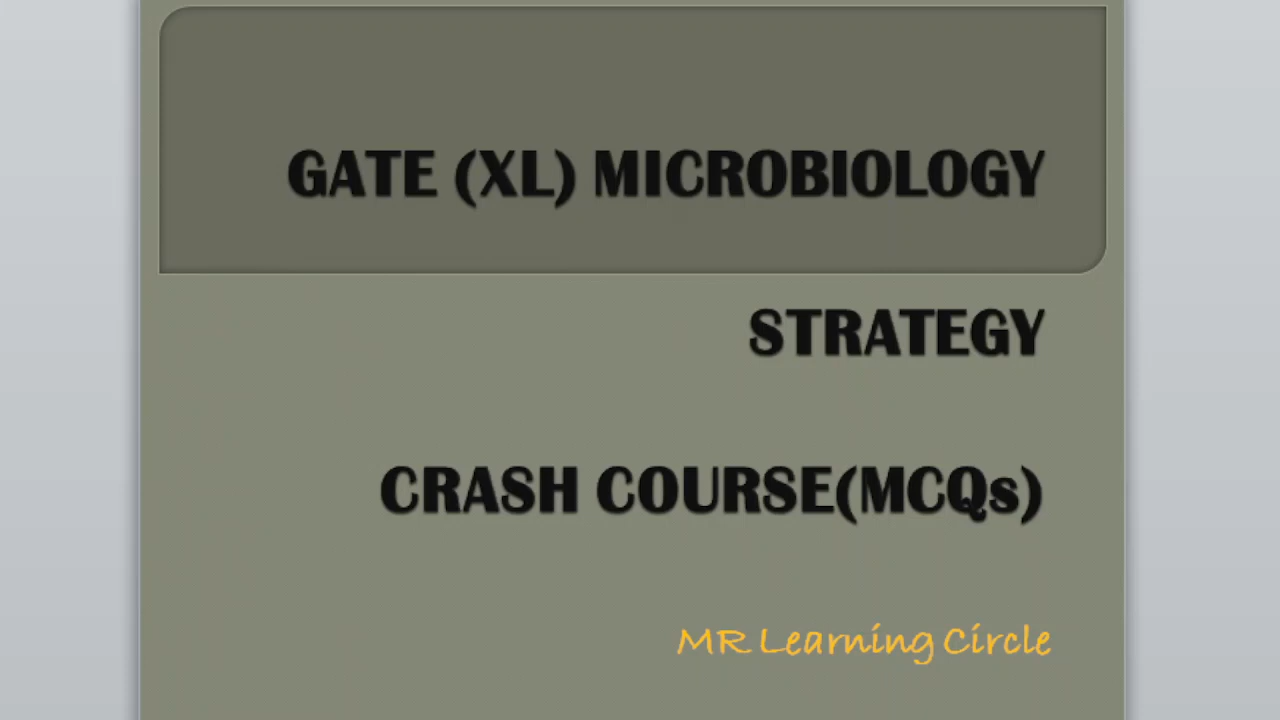 GATE (XL) MICROBIOLOGY
STRATEGY
CRASH COURSE(MCQs)
MR Learning Circle